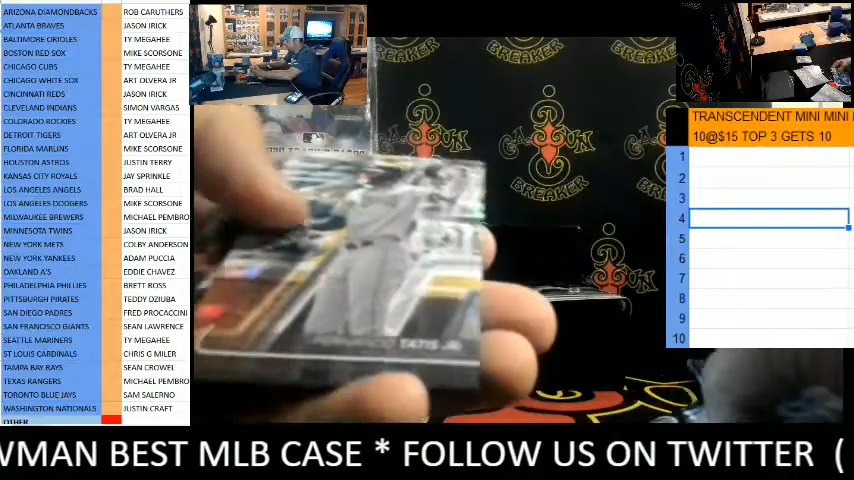 ARIZONA DIAMONDBACKS ROB CARUTHERS
ATLANTA BRAVES JASON IRICK
BALTIMORE ORIOLES TY MEGAHEE
BOSTON RED SOX MIKE SCORSONE
CHICAGO CUBS TY MEGAHEE
CHICAGO WHITE SOX ART OLVERA JR
CINCINNATI REDS JASON IRICK
CLEVELAND INDIANS SIMON VARGAS
COLORADO ROCKIES TY MEGAHEE
DETROIT TIGERS ART OLVERA JR
FLORIDA MARLINS MIKE SCORSONE
HOUSTON ASTROS JUSTIN TERRY
KANSAS CITY ROYALS JAY SPRINKLE
LOS ANGELES ANGELS BRAD HALL
LOS ANGELES DODGERS MIKE SCORSONE
MILWAUKEE BREWERS MICHAEL PEMBRO
MINNESOTA TWINS JASON IRICK
NEW YORK METS COLBY ANDERSON
NEW YORK YANKEES ADAM PUCCIA
OAKLAND A'S EDDIE CHAVEZ
PHILADELPHIA PHILLIES BRETT ROSS
PITTSBURGH PIRATES TEDDY DZIUBA
SAN DIEGO PADRES FRED PROCACCINI
SAN FRANCISCO GIANTS SEAN LAWRENCE
SEATTLE MARINERS TY MEGAHEE
ST LOUIS CARDINALS CHRIS G MILER
TAMPA BAY RAYS SEAN CROWEL
TEXAS RANGERS MICHAEL PEMBRO
TORONTO BLUE JAYS SAM SALERNO
WASHINGTON NATIONALS JUSTIN CRAFT
OTHER
BREAKER
BREAKER
BREAKER
BREAKER
TATIS JR
TRANSCENDENT MINI MINI
10@$15 TOP 3 GETS 10
1
2
3
4
5
6
7
8
9
10
WMAN BEST MLB CASE * FOLLOW US ON TWITTER (